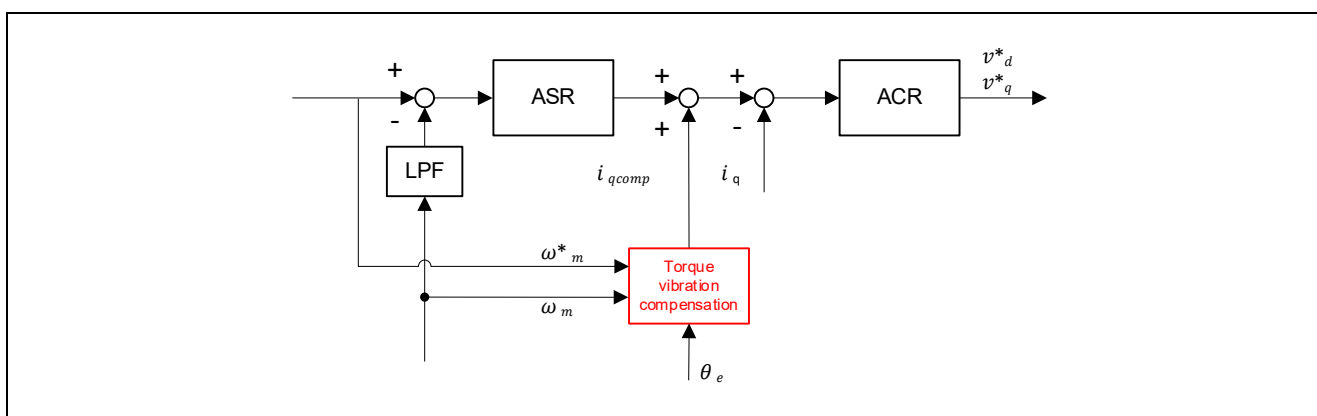 v*d
v*q
+
ASR
+
+
ACR
-
+
-
LPF
i qcomp
i q
ω*m
Torque
vibration
compensation
ωm
θe